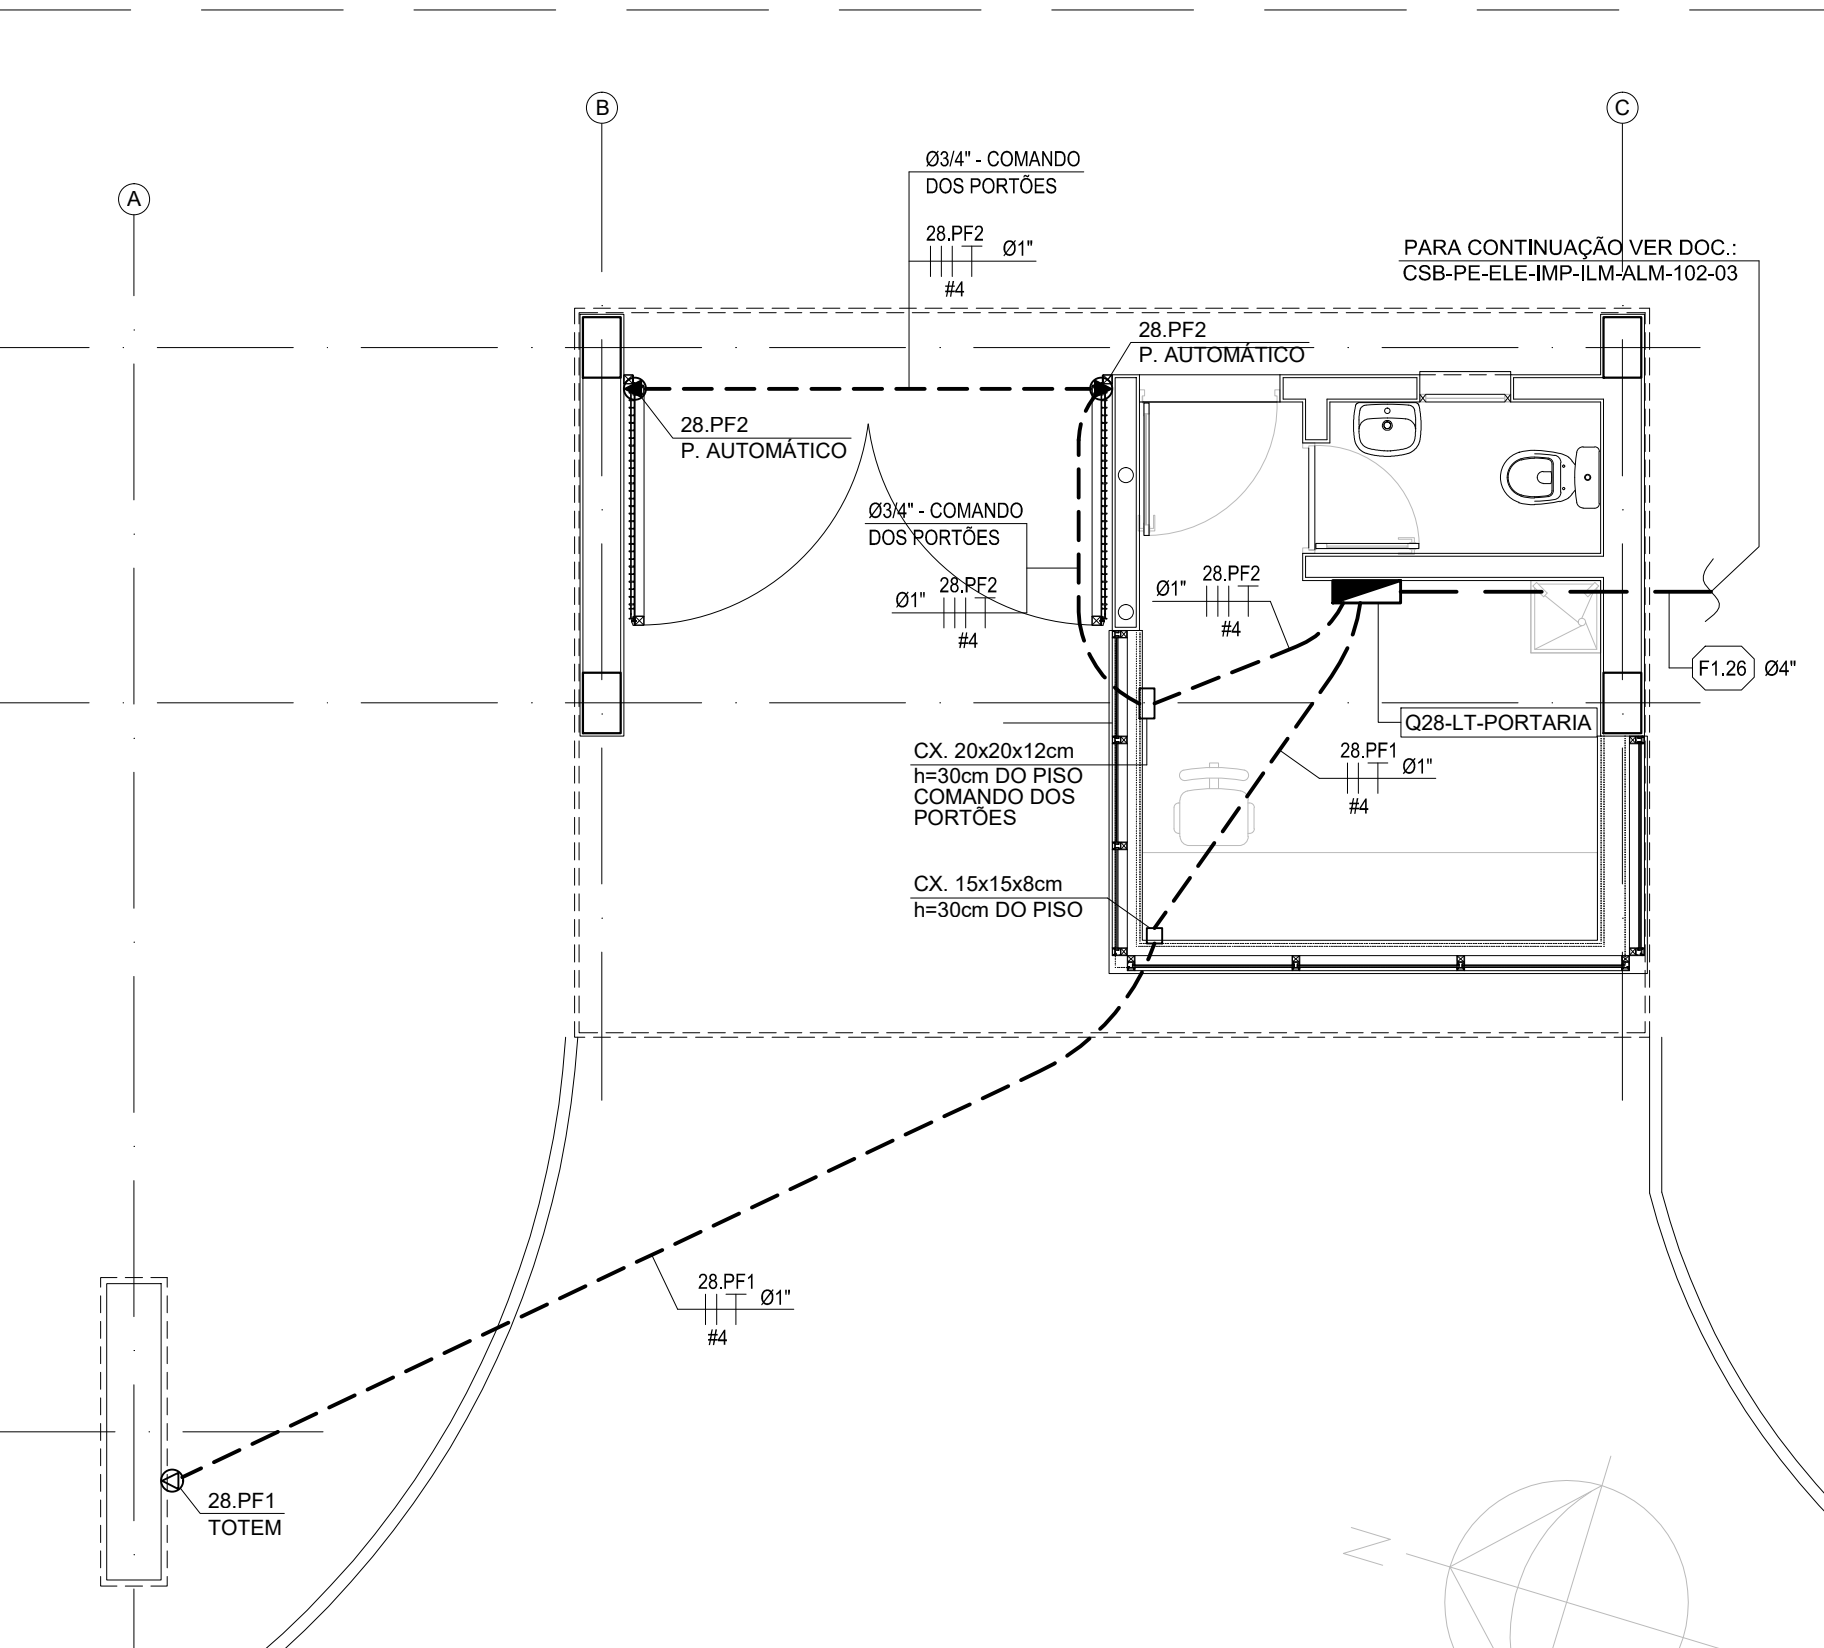 B
C
A
Ø3/4" - COMANDO
DOS PORTÕES
28.PF2
Ø1"
#4
PARA CONTINUAÇÃO VER DOC.:
CSB-PE-ELE-IMP-ILM-ALM-102-03
28.PF2
P. AUTOMÁTICO
28.PF2
P. AUTOMÁTICO
Ø3/4" - COMANDO
DOS PORTÕES
Ø1" 28.PF2
#4
Ø1" 28.PF2
#4
F1.26 Ø4"
Q28-LT-PORTARIA
CX. 20x20x12cm
h=30cm DO PISO
COMANDO DOS
PORTÕES
28.PF1 Ø1"
#4
CX. 15x15x8cm
h=30cm DO PISO
28.PF1 Ø1"
#4
28.PF1
TOTEM
N